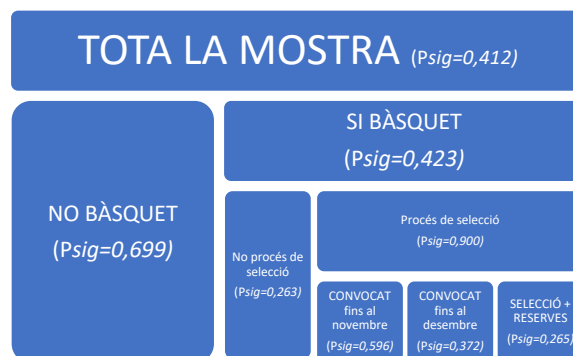 TOTA LA MOSTRA (Psig=0,412)
SI BÀSQUET
(Psig=0,423)
NO BÀSQUET
(Psig=0,699)
No procés de
selecció
(Psig=0,263)
Procés de selecció
(Psig=0,900)
CONVOCAT
fins al
novembre
(Psig=0,596)
CONVOCAT
fins al
desembre
(Psig=0,372)
SELECCIÓ +
RESERVES
(Psig=0,265)